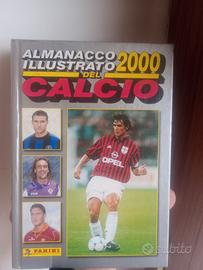 ALMANACCO
ILLUSTRATO 2000
DEL
CALCIO
OPEL
PANINI
subito